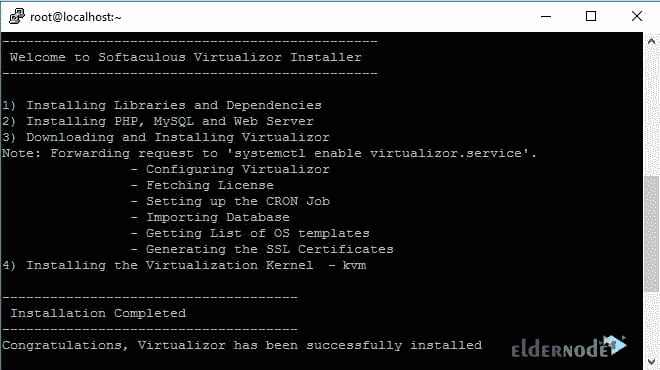 root@localhost:~
-----------------------------------------------
Welcome to Softaculous Virtualizor Installer
-----------------------------------------------
1) Installing Libraries and Dependencies
2) Installing PHP, MySQL and Web Server
3) Downloading and Installing Virtualizor
Note: Forwarding request to 'systemctl enable virtualizor.service'.
- Configuring Virtualizor
- Fetching License
- Setting up the CRON Job
- Importing Database
- Getting List of OS templates
- Generating the SSL Certificates
4) Installing the Virtualization Kernel  - kvm
-------------------------------------
Installation Completed
-------------------------------------
Congratulations, Virtualizor has been successfully installed
ELDERNODE